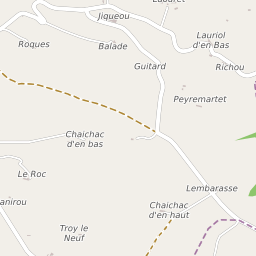 Jiqueou
Lauriol
d'en Bas
Roques
Balade
Guitard
Richou
Peyremartet
Chaichac
d'en bas
Le Roc
Lembarasse
Chaichac
d'en haut
Troy le
Neuf